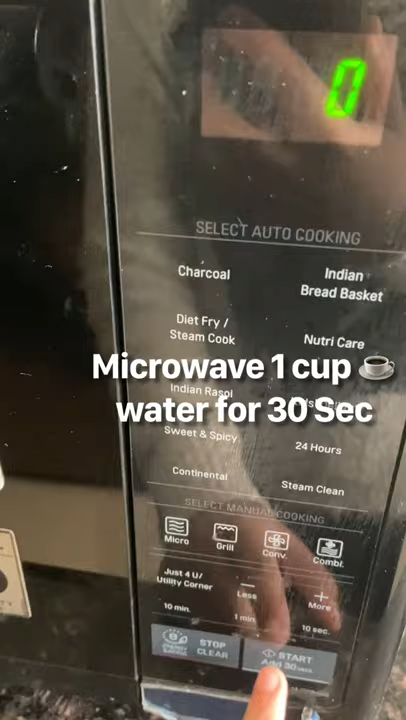 0
SELECT AUTO COOKING
Charcoal
Indian
Bread Basket
Diet Fry /
Steam Cook
Nutri Care
Microwave 1 cup ☕
Indian
water for 30 Sec
Sweet & Spicy
24 Hours
Continental
Steam Clean
SELECT MANUAL COOKING
Micro
Grill
Conv.
Combi.
Just 4 U/
Utility Corner
Less
More
10 min.
1 min
10 sec.
ENERGY
STOP
CLEAR
START
Add 30 secs